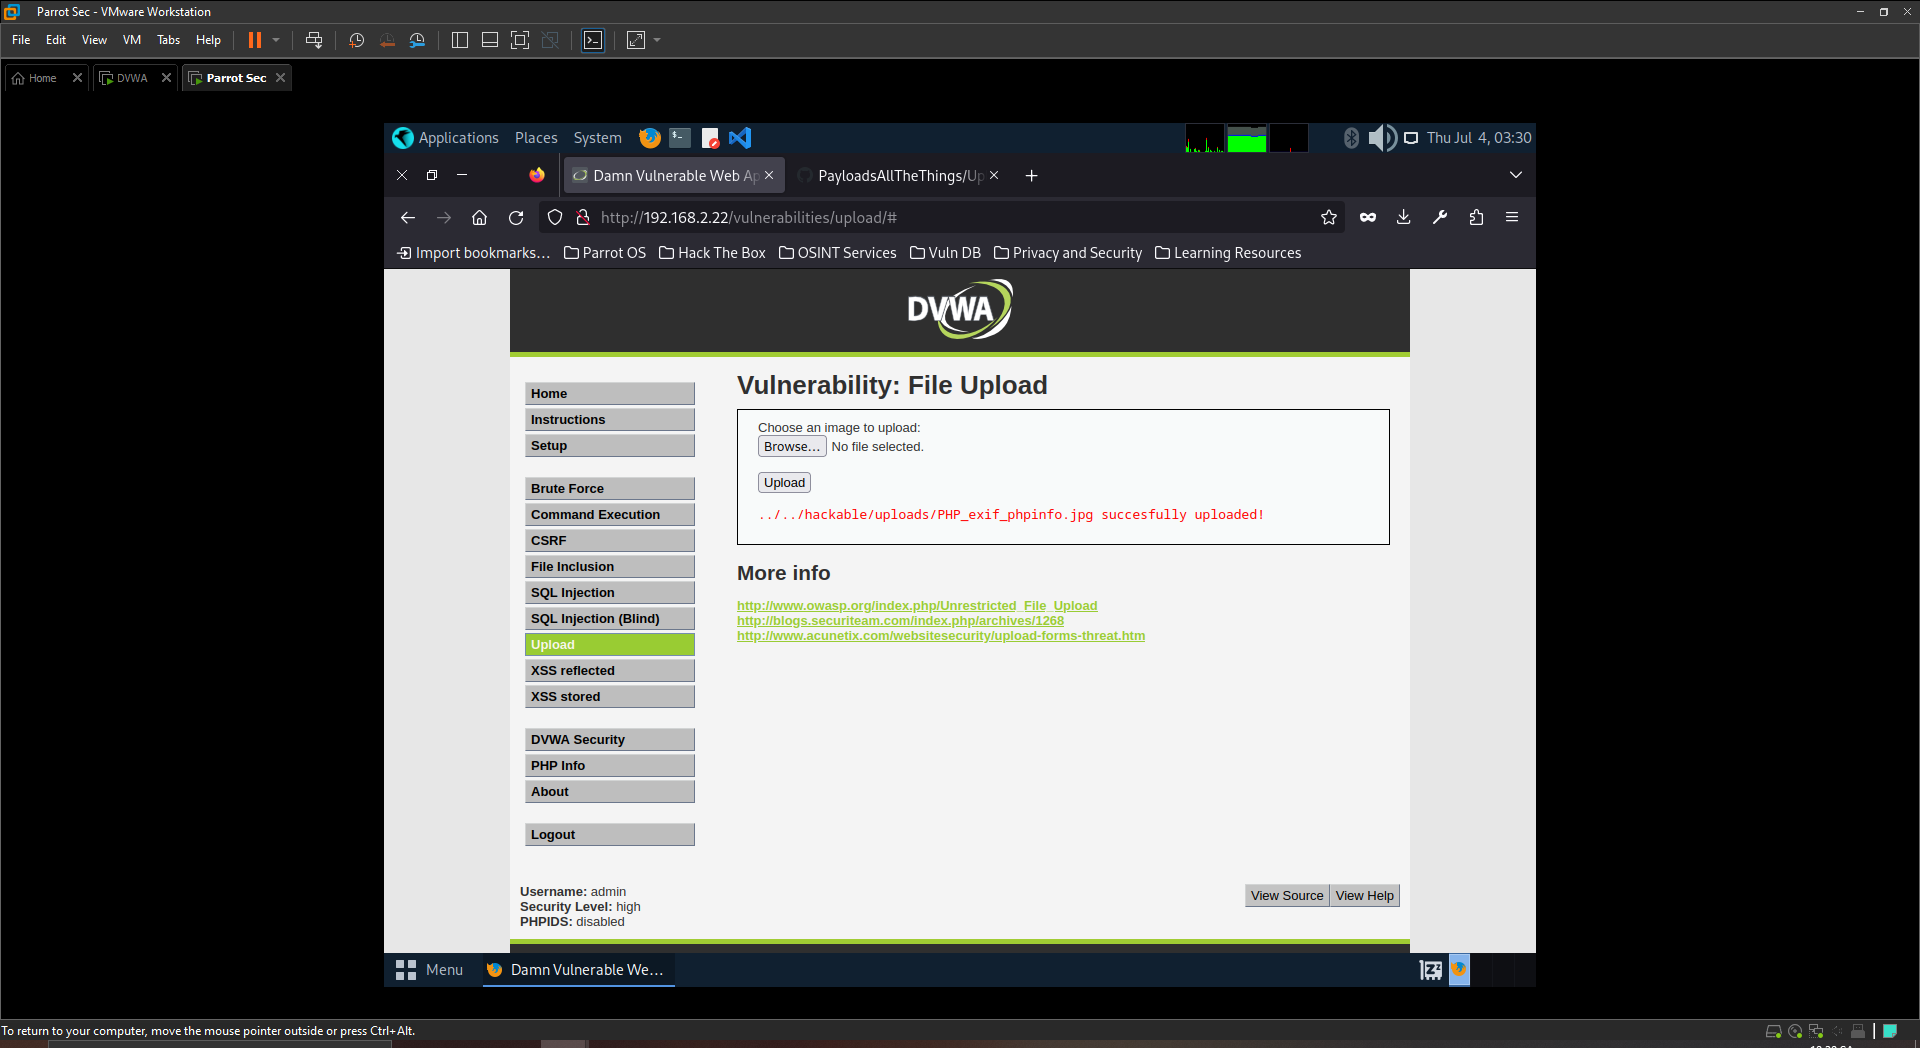 Parrot Sec - VMware Workstation
File Edit View VM Tabs Help
Home DVWA Parrot Sec
Applications Places System Thu Jul 4, 03:30
Damn Vulnerable Web Ap PayloadsAllTheThings/Up
http://192.168.2.22/vulnerabilities/upload/#
Import bookmarks... Parrot OS Hack The Box OSINT Services Vuln DB Privacy and Security Learning Resources
DVWA
Vulnerability: File Upload
Home
Instructions
Setup
Brute Force
Command Execution
CSRF
File Inclusion
SQL Injection
SQL Injection (Blind)
Upload
XSS reflected
XSS stored
DVWA Security
PHP Info
About
Logout
Choose an image to upload:
Browse... No file selected.
Upload
../../hackable/uploads/PHP_exif_phpinfo.jpg succesfully uploaded!
More info
http://www.owasp.org/index.php/Unrestricted_File_Upload
http://blogs.securiteam.com/index.php/archives/1268
http://www.acunetix.com/websitesecurity/upload-forms-threat.htm
Username: admin
Security Level: high
PHPIDS: disabled
View Source View Help
Menu Damn Vulnerable We...
To return to your computer, move the mouse pointer outside or press Ctrl+Alt.